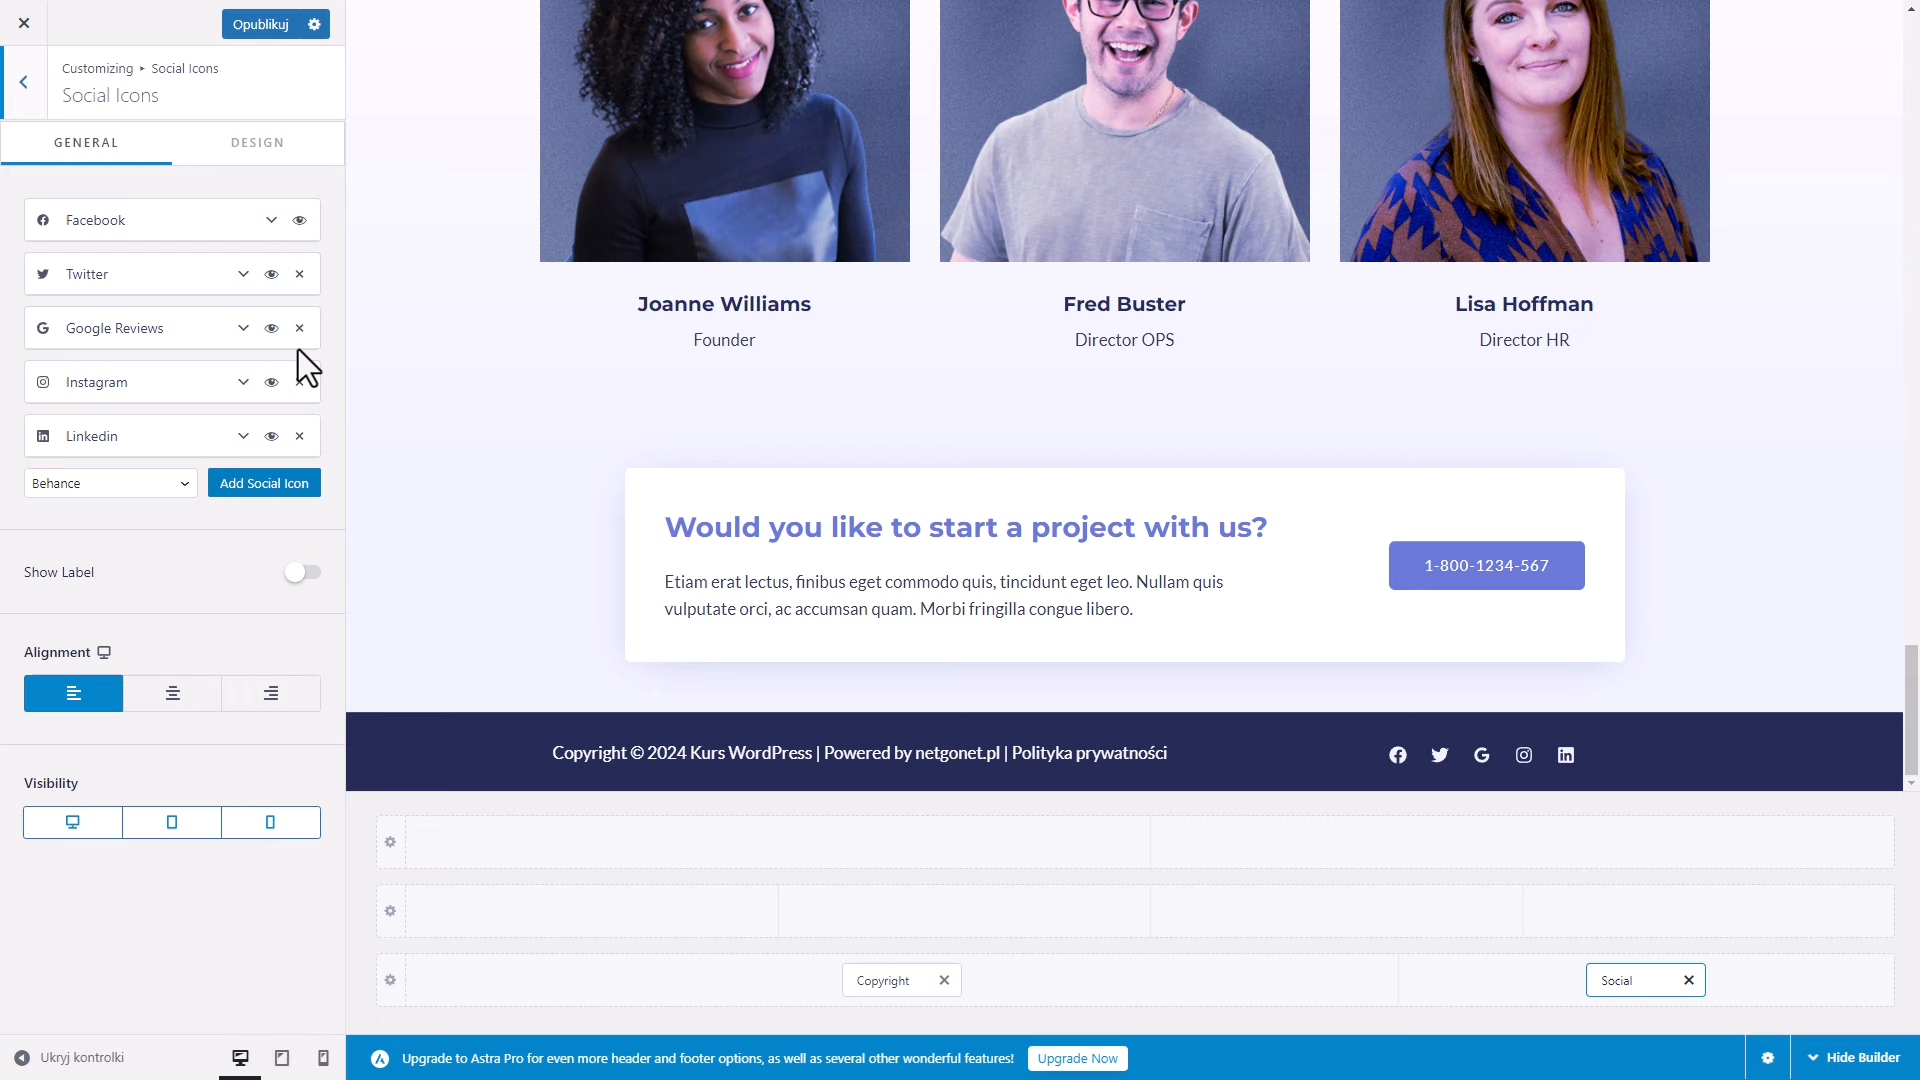 Opublikuj
Customizing ▸ Social Icons
Social Icons
GENERAL
DESIGN
Facebook
Twitter
Google Reviews
Instagram
Linkedin
Behance
Add Social Icon
Show Label
Alignment
Visibility
Ukryj kontrolki
Joanne Williams
Founder
Fred Buster
Director OPS
Lisa Hoffman
Director HR
Would you like to start a project with us?
Etiam erat lectus, finibus eget commodo quis, tincidunt eget leo. Nullam quis
vulputate orci, ac accumsan quam. Morbi fringilla congue libero.
1-800-1234-567
Copyright © 2024 Kurs WordPress | Powered by netgonet.pl | Polityka prywatności
Copyright
Social
Upgrade to Astra Pro for even more header and footer options, as well as several other wonderful features!
Upgrade Now
Hide Builder